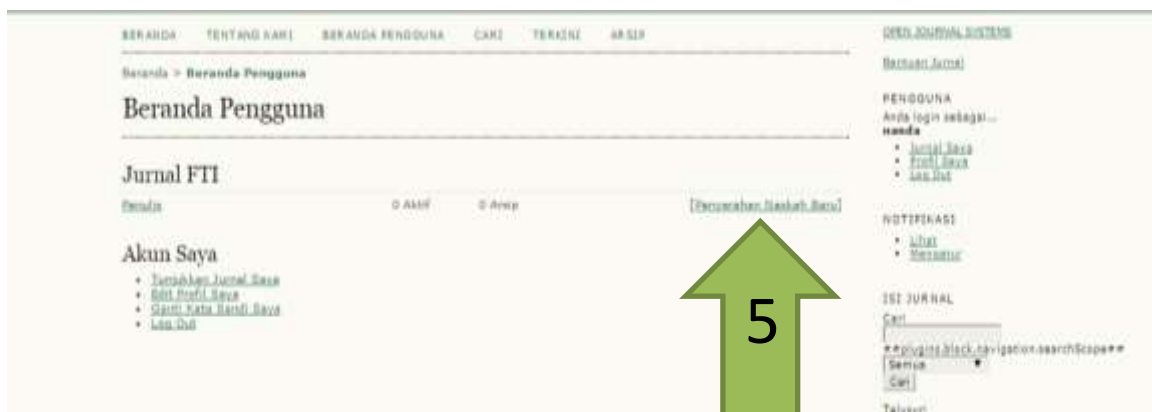 BERANDA TENTANG KAMI BERANDA PENGGUNA CARI TERKINI ARSIP
Beranda > Beranda Pengguna
Beranda Pengguna
Jurnal FTI
Penulis 0 Aktif 0 Arsip [Penyerahan Naskah Baru]
Akun Saya
Tunjukkan Jurnal Saya
Edit Profil Saya
Ganti Kata Sandi Saya
Log Out
5
OPEN JOURNAL SYSTEMS
Bantuan Jurnal
PENGGUNA
Anda login sebagai...
nanda
Jurnal Saya
Profil Saya
Log Out
NOTIFIKASI
Lihat
Mengatur
ISI JURNAL
Cari
##plugins.block.navigation.searchScope##
Semua
Cari
Telusuri